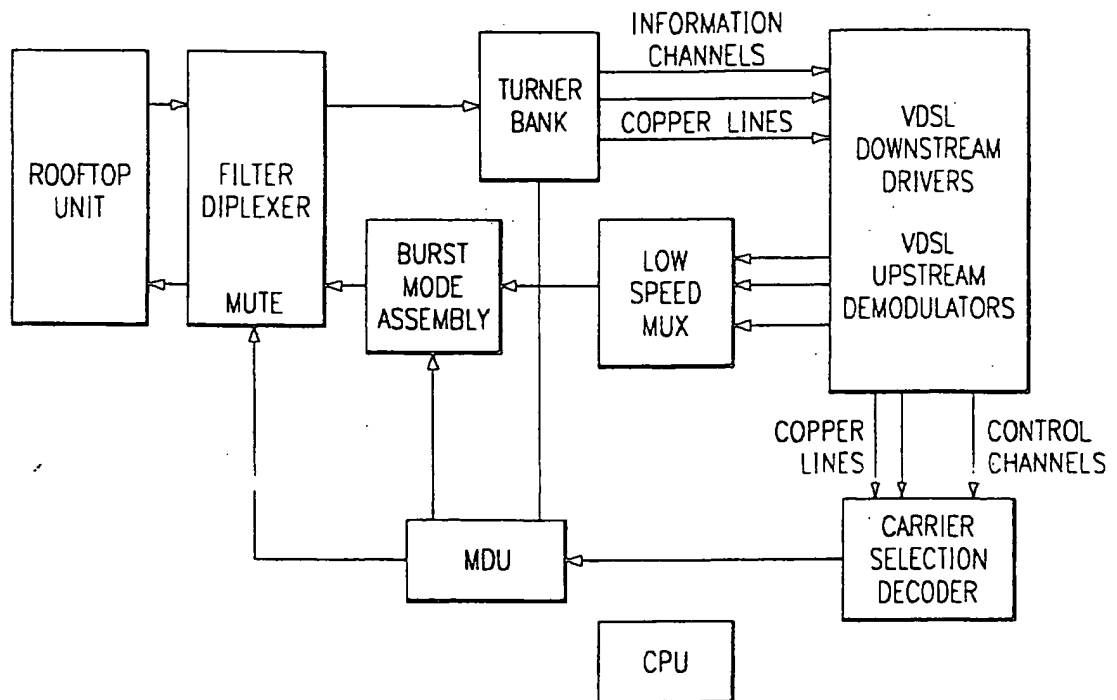 INFORMATION
CHANNELS
ROOFTOP
UNIT
FILTER
DIPLEXER
MUTE
TURNER
BANK
COPPER LINES
VDSL
DOWNSTREAM
DRIVERS
VDSL
UPSTREAM
DEMODULATORS
BURST
MODE
ASSEMBLY
LOW
SPEED
MUX
COPPER
LINES
CONTROL
CHANNELS
MDU
CARRIER
SELECTION
DECODER
CPU